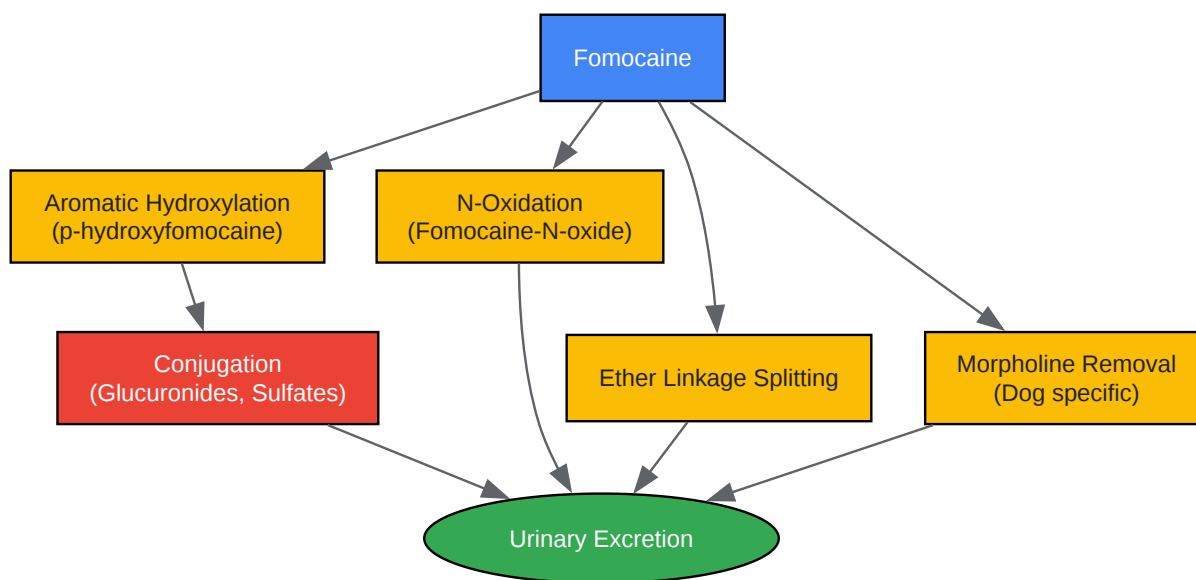 Fomocaine
Aromatic Hydroxylation
(p-hydroxyfomocaine)
N-Oxidation
(Fomocaine-N-oxide)
Conjugation
(Glucuronides, Sulfates)
Ether Linkage Splitting
Morpholine Removal
(Dog specific)
Urinary Excretion